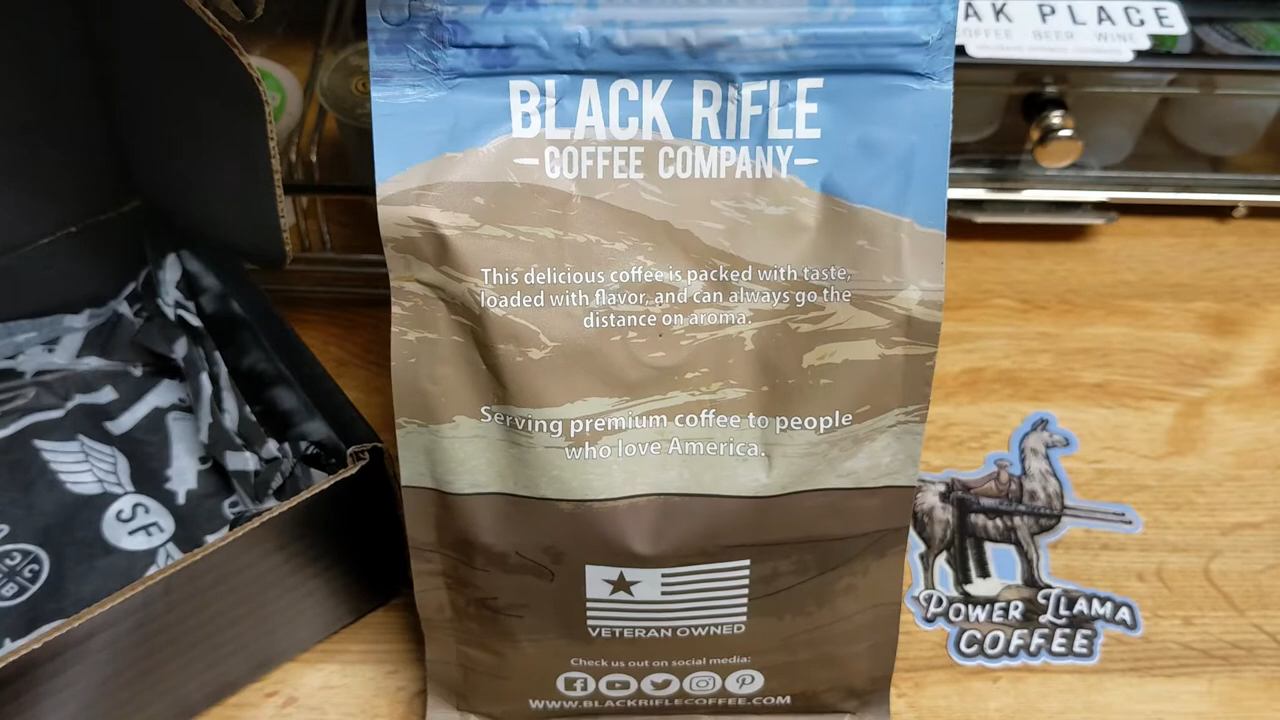 AK PLACE
COFFEE BEER WINE
BLACK RIFLE
-COFFEE COMPANY-
This delicious coffee is packed with taste,
loaded with flavor, and can always go the
distance on aroma.
Serving premium coffee to people
who love America.
VETERAN OWNED
Check us out on social media:
WWW.BLACKRIFLECOFFEE.COM
SF
POWER LLAMA
COFFEE